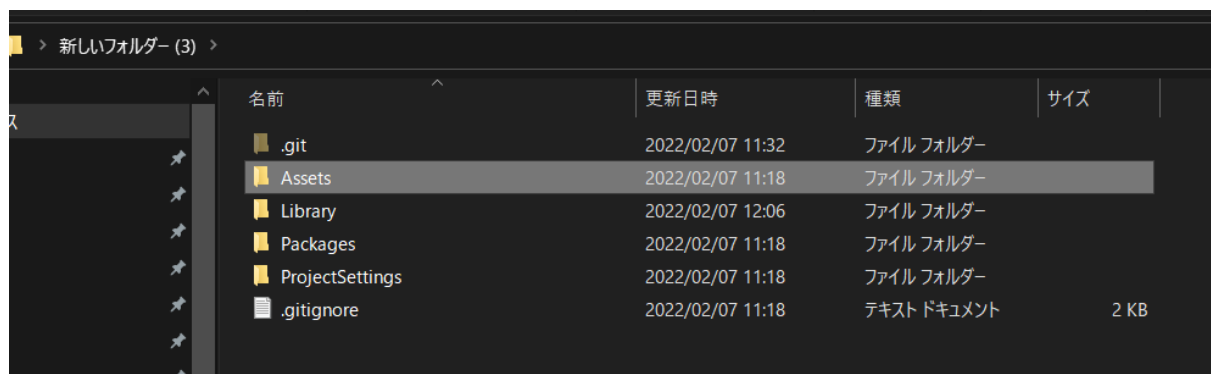 新しいフォルダー (3)
名前 更新日時 種類 サイズ
ス
.git 2022/02/07 11:32 ファイル フォルダー
Assets 2022/02/07 11:18 ファイル フォルダー
Library 2022/02/07 12:06 ファイル フォルダー
Packages 2022/02/07 11:18 ファイル フォルダー
ProjectSettings 2022/02/07 11:18 ファイル フォルダー
.gitignore 2022/02/07 11:18 テキスト ドキュメント 2 KB